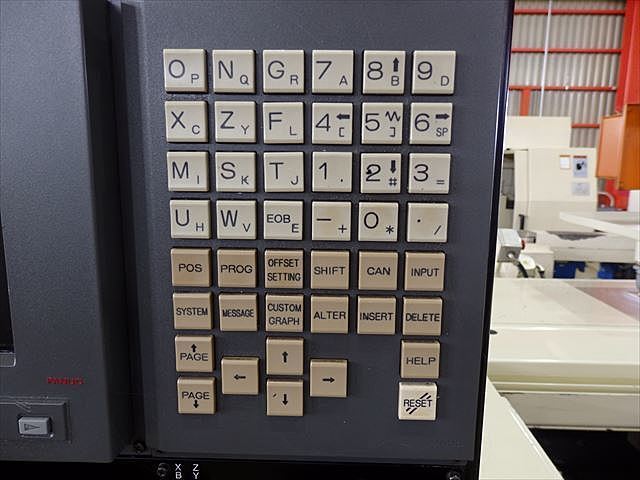 O P N Q G R 7 A 8 ↑ B 9 D
X C Z Y F L 4 ← [ 5 ] 6 → SP
M I S K T J 1 , 2 ↓ # 3 =
U H W V EOB E - + 0 * . /
POS PROG OFFSET SETTING SHIFT CAN INPUT
SYSTEM MESSAGE CUSTOM GRAPH ALTER INSERT DELETE
↑ PAGE ↑ HELP
← →
PAGE ↓ ↓ RESET
FANUC
X Z
B Y